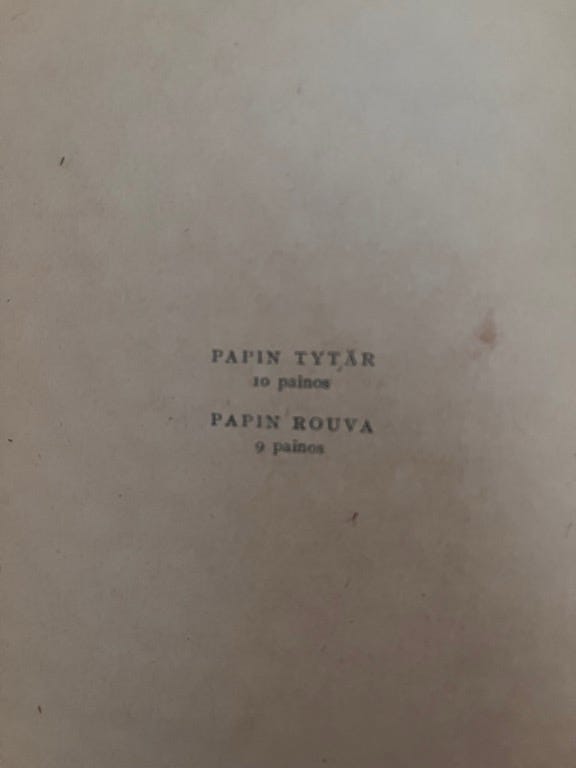 PAPIN TYTÄR
10 painos
PAPIN ROUVA
9 painos